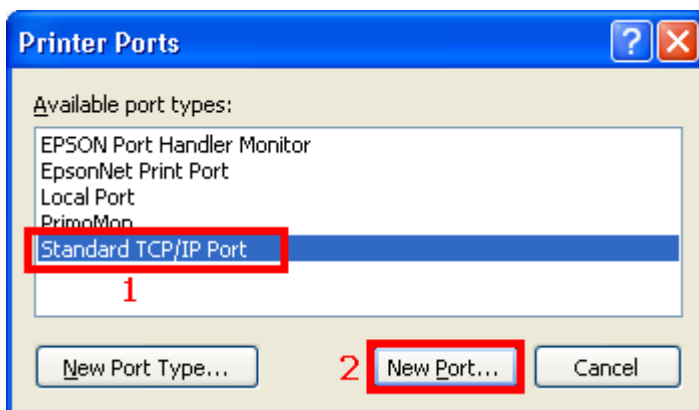 Printer Ports
Available port types:
EPSON Port Handler Monitor
EpsonNet Print Port
Local Port
PrimoMon
Standard TCP/IP Port
1
New Port Type... 2 New Port... Cancel